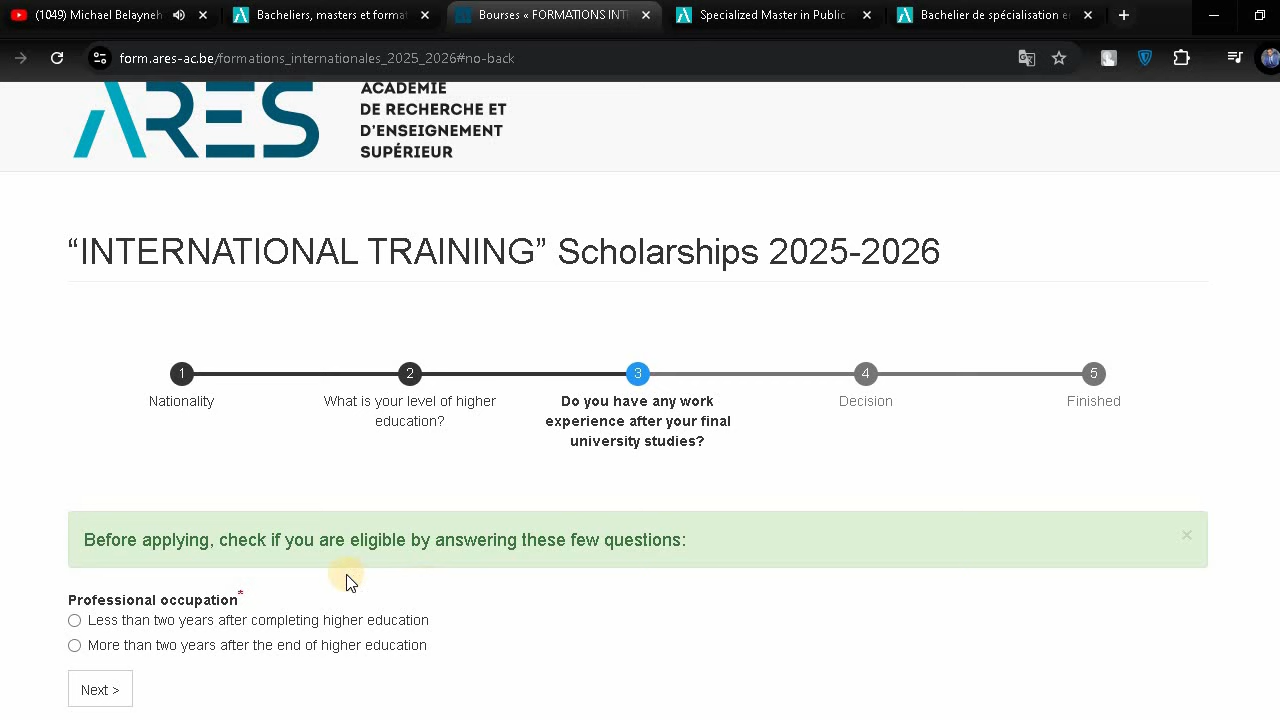 (1049) Michael Belayneh
Bacheliers, masters et format
Bourses « FORMATIONS INTE
Specialized Master in Public
Bachelier de spécialisation e
form.ares-ac.be/formations_internationales_2025_2026#no-back
ARES
ACADÉMIE
DE RECHERCHE ET
D'ENSEIGNEMENT
SUPÉRIEUR
“INTERNATIONAL TRAINING” Scholarships 2025-2026
1
2
3
4
5
Nationality
What is your level of higher
education?
Do you have any work
experience after your final
university studies?
Decision
Finished
Before applying, check if you are eligible by answering these few questions:
Professional occupation*
Less than two years after completing higher education
More than two years after the end of higher education
Next >